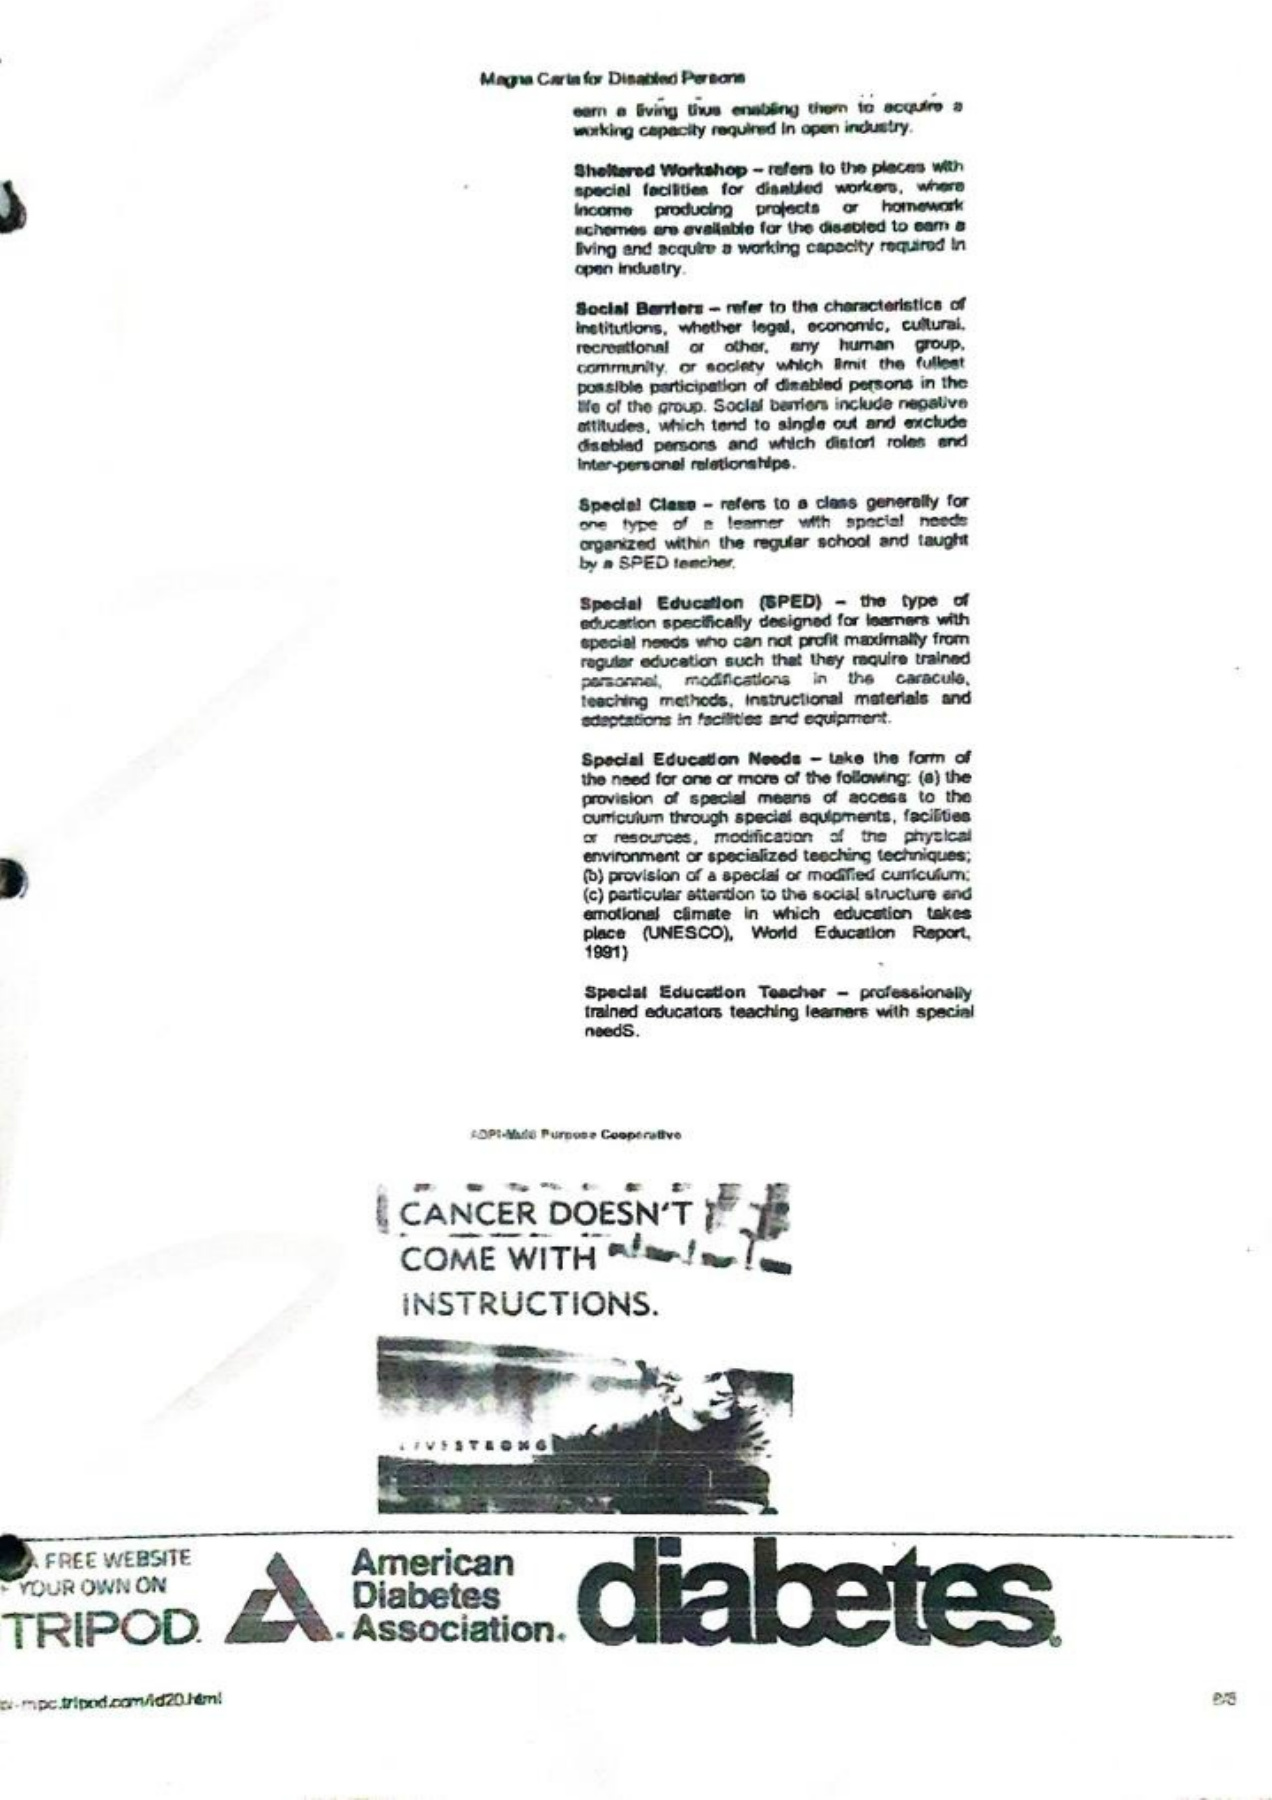 Magna Carta for Disabled Persons
earn a living thus enabling them to acquire a
working capacity required in open industry.
Sheltered Workshop – refers to the places with
special facilities for disabled workers, where
income producing projects or homework
schemes are available for the disabled to earn a
living and acquire a working capacity required in
open industry.
Social Barriers – refer to the characteristics of
institutions, whether legal, economic, cultural,
recreational or other, any human group,
community, or society which limit the fullest
possible participation of disabled persons in the
life of the group. Social barriers include negative
attitudes, which tend to single out and exclude
disabled persons and which distort roles and
inter-personal relationships.
Special Class – refers to a class generally for
one type of a learner with special needs
organized within the regular school and taught
by a SPED teacher.
Special Education (SPED) – the type of
education specifically designed for learners with
special needs who can not profit maximally from
regular education such that they require trained
personnel, modifications in the caracule,
teaching methods, instructional materials and
adaptations in facilities and equipment.
Special Education Needs – take the form of
the need for one or more of the following: (a) the
provision of special means of access to the
curriculum through special equipments, facilities
or resources, modification of the physical
environment or specialized teaching techniques;
(b) provision of a special or modified curriculum;
(c) particular attention to the social structure and
emotional climate in which education takes
place (UNESCO), World Education Report,
1991)
Special Education Teacher – professionally
trained educators teaching learners with special
needS.
ADPI-Multi Purpose Cooperative
CANCER DOESN'T
COME WITH
INSTRUCTIONS.
LIVESTRONG
A FREE WEBSITE
YOUR OWN ON
TRIPOD.
American
Diabetes
Association.
diabetes
-mpc.tripod.com/id20.html